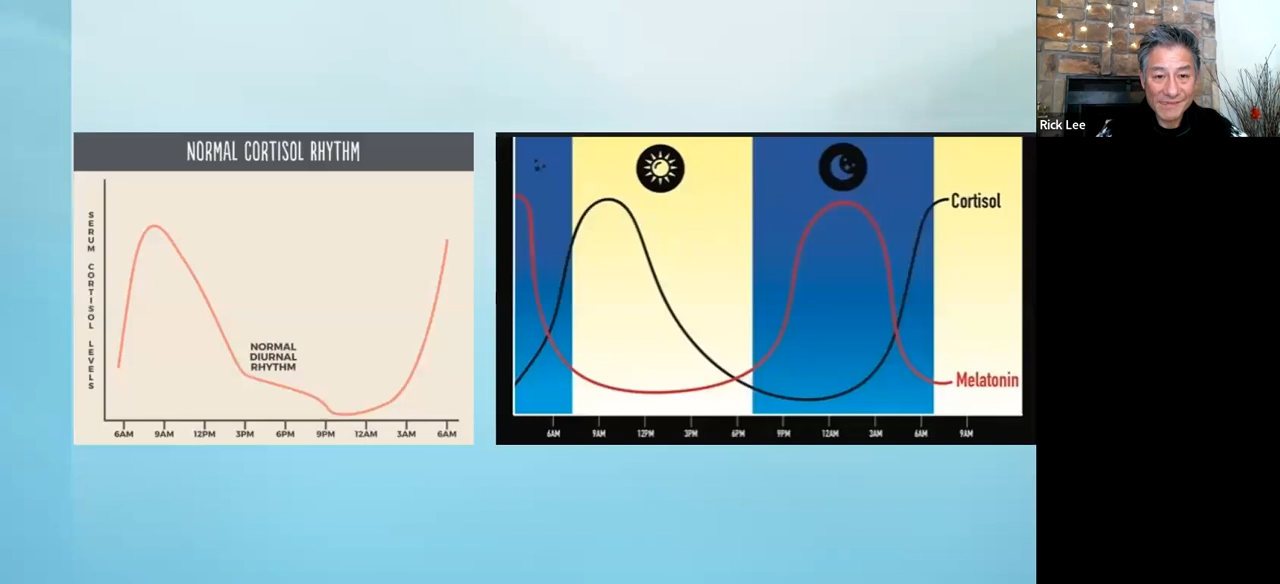 NORMAL CORTISOL RHYTHM
SERUM CORTISOL LEVELS
NORMAL
DIURNAL
RHYTHM
6AM 9AM 12PM 3PM 6PM 9PM 12AM 3AM 6AM
Cortisol
Melatonin
6AM 9AM 12PM 3PM 6PM 9PM 12AM 3AM 6AM 9AM
Rick Lee